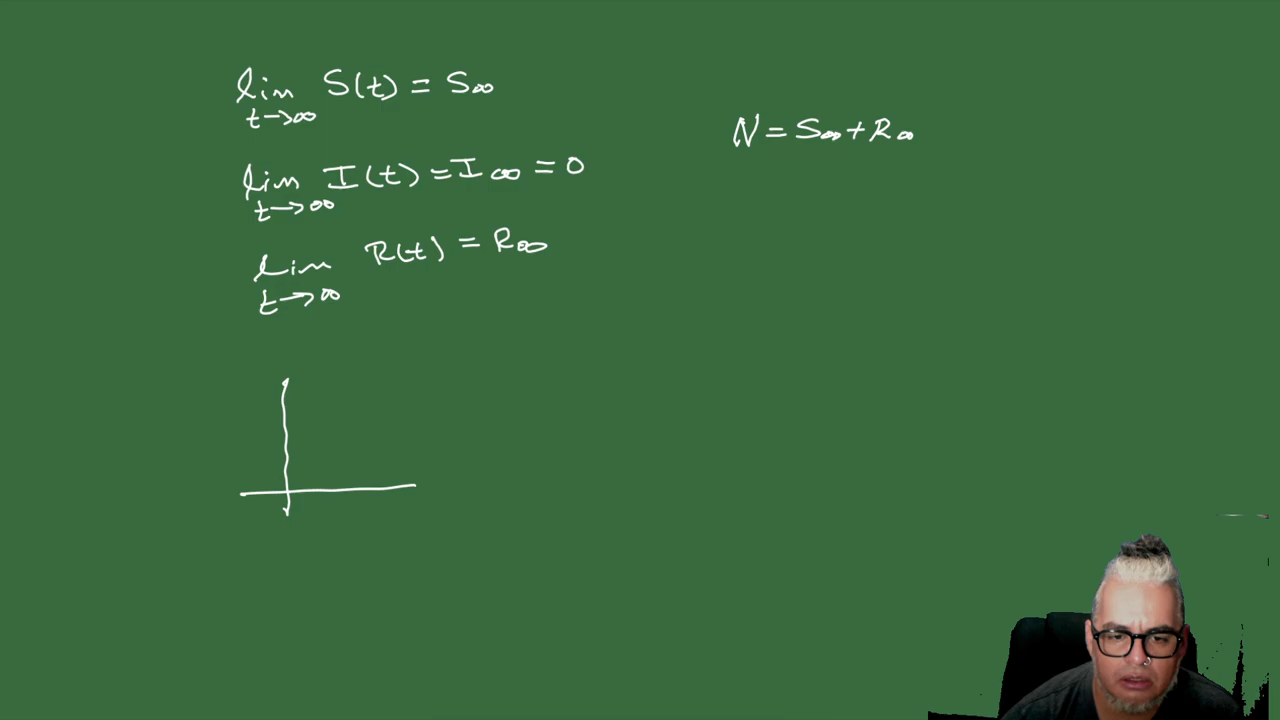 lim S(t) = S∞
t→∞
N = S∞ + R∞
lim I(t) = I∞ = 0
t→∞
lim R(t) = R∞
t→∞